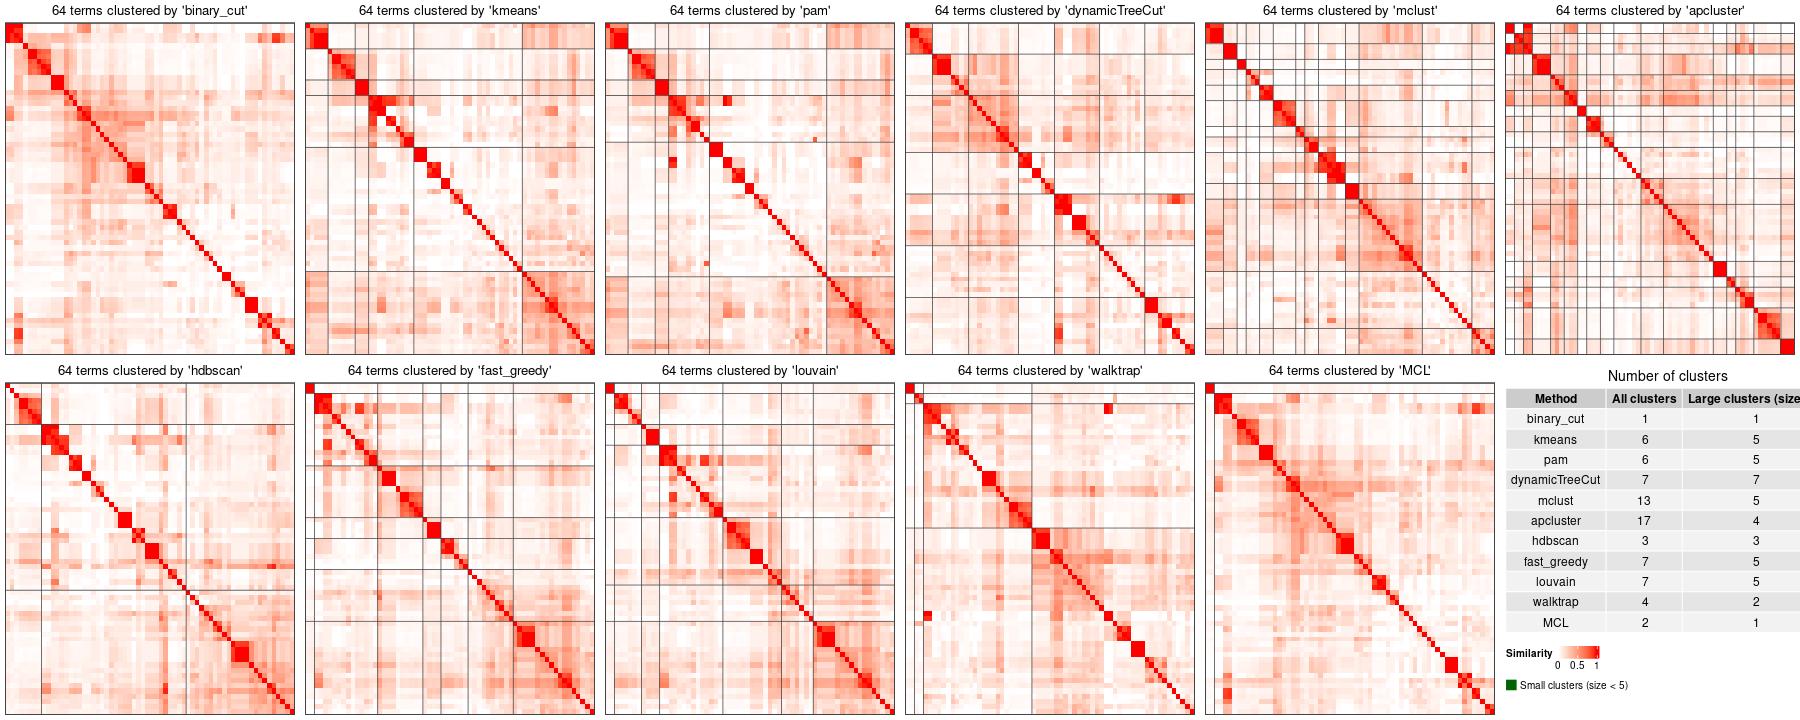 64 terms clustered by 'binary_cut'
64 terms clustered by 'kmeans'
64 terms clustered by 'pam'
64 terms clustered by 'dynamicTreeCut'
64 terms clustered by 'mclust'
64 terms clustered by 'apcluster'
64 terms clustered by 'hdbscan'
64 terms clustered by 'fast_greedy'
64 terms clustered by 'louvain'
64 terms clustered by 'walktrap'
64 terms clustered by 'MCL'
Number of clusters
Method All clusters Large clusters (size
binary_cut 1 1
kmeans 6 5
pam 6 5
dynamicTreeCut 7 7
mclust 13 5
apcluster 17 4
hdbscan 3 3
fast_greedy 7 5
louvain 7 5
walktrap 4 2
MCL 2 1
Similarity
0 0.5 1
Small clusters (size < 5)